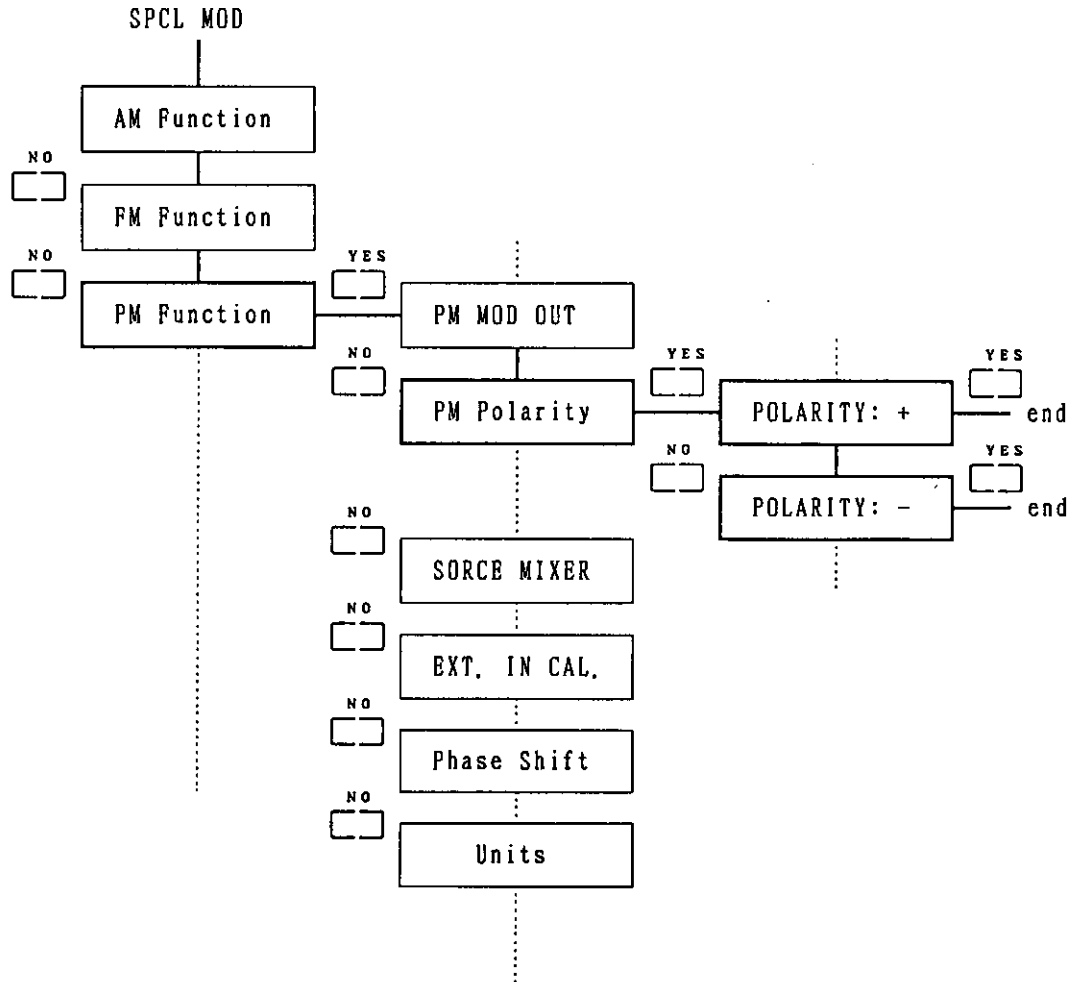 SPCL MOD
AM Function
NO
FM Function
NO
PM Function
YES
PM MOD OUT
NO
PM Polarity
YES
POLARITY: +
YES
end
NO
POLARITY: -
YES
end
NO
SORCE MIXER
NO
EXT. IN CAL.
NO
Phase Shift
NO
Units